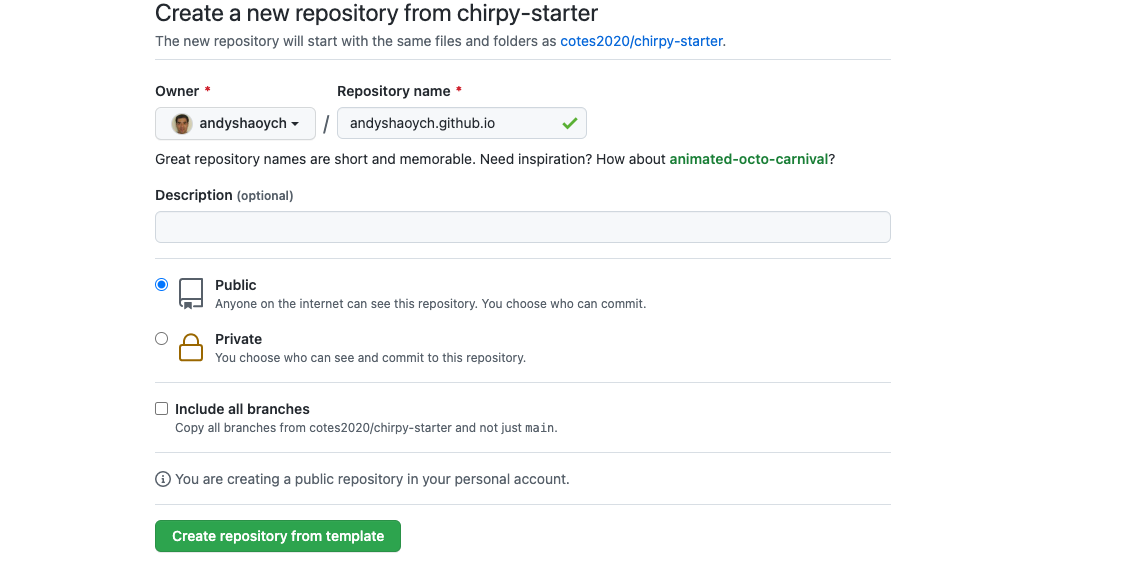 Create a new repository from chirpy-starter
The new repository will start with the same files and folders as cotes2020/chirpy-starter.
Owner * Repository name *
andyshaoych / andyshaoych.github.io
Great repository names are short and memorable. Need inspiration? How about animated-octo-carnival?
Description (optional)
Public
Anyone on the internet can see this repository. You choose who can commit.
Private
You choose who can see and commit to this repository.
Include all branches
Copy all branches from cotes2020/chirpy-starter and not just main.
You are creating a public repository in your personal account.
Create repository from template